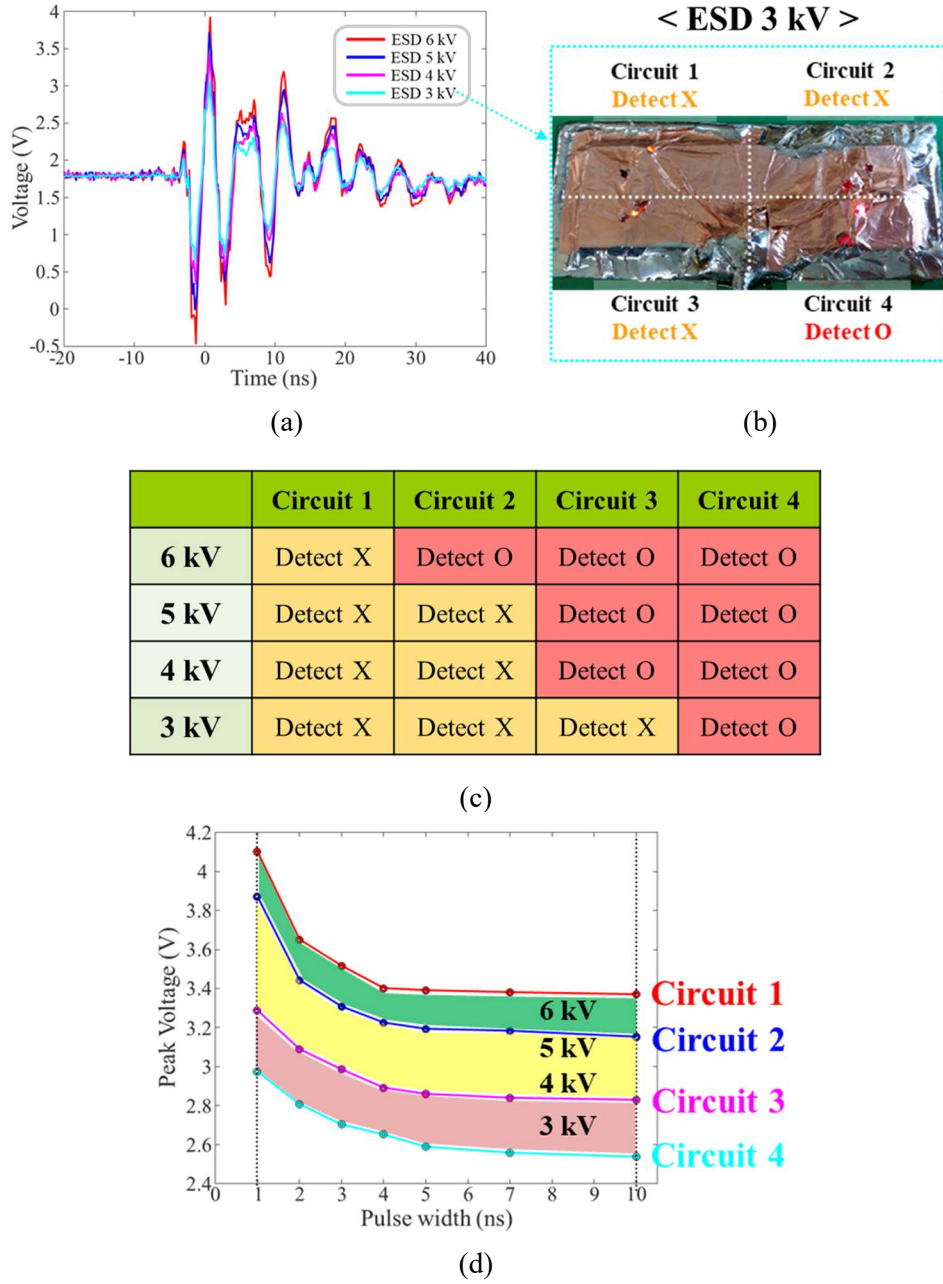 4
3.5
3
2.5
2
1.5
1
0.5
0
-0.5
Voltage (V)
-20 -10 0 10 20 30 40
Time (ns)
ESD 6 kV
ESD 5 kV
ESD 4 kV
ESD 3 kV
(a)
< ESD 3 kV >
Circuit 1 Circuit 2
Detect X Detect X
Circuit 3 Circuit 4
Detect X Detect O
(b)
Circuit 1 Circuit 2 Circuit 3 Circuit 4
6 kV Detect X Detect O Detect O Detect O
5 kV Detect X Detect X Detect O Detect O
4 kV Detect X Detect X Detect O Detect O
3 kV Detect X Detect X Detect X Detect O
(c)
4.2
4
3.8
3.6
3.4
3.2
3
2.8
2.6
2.4
Peak Voltage (V)
6 kV
5 kV
4 kV
3 kV
Circuit 1
Circuit 2
Circuit 3
Circuit 4
0 1 2 3 4 5 6 7 8 9 10
Pulse width (ns)
(d)